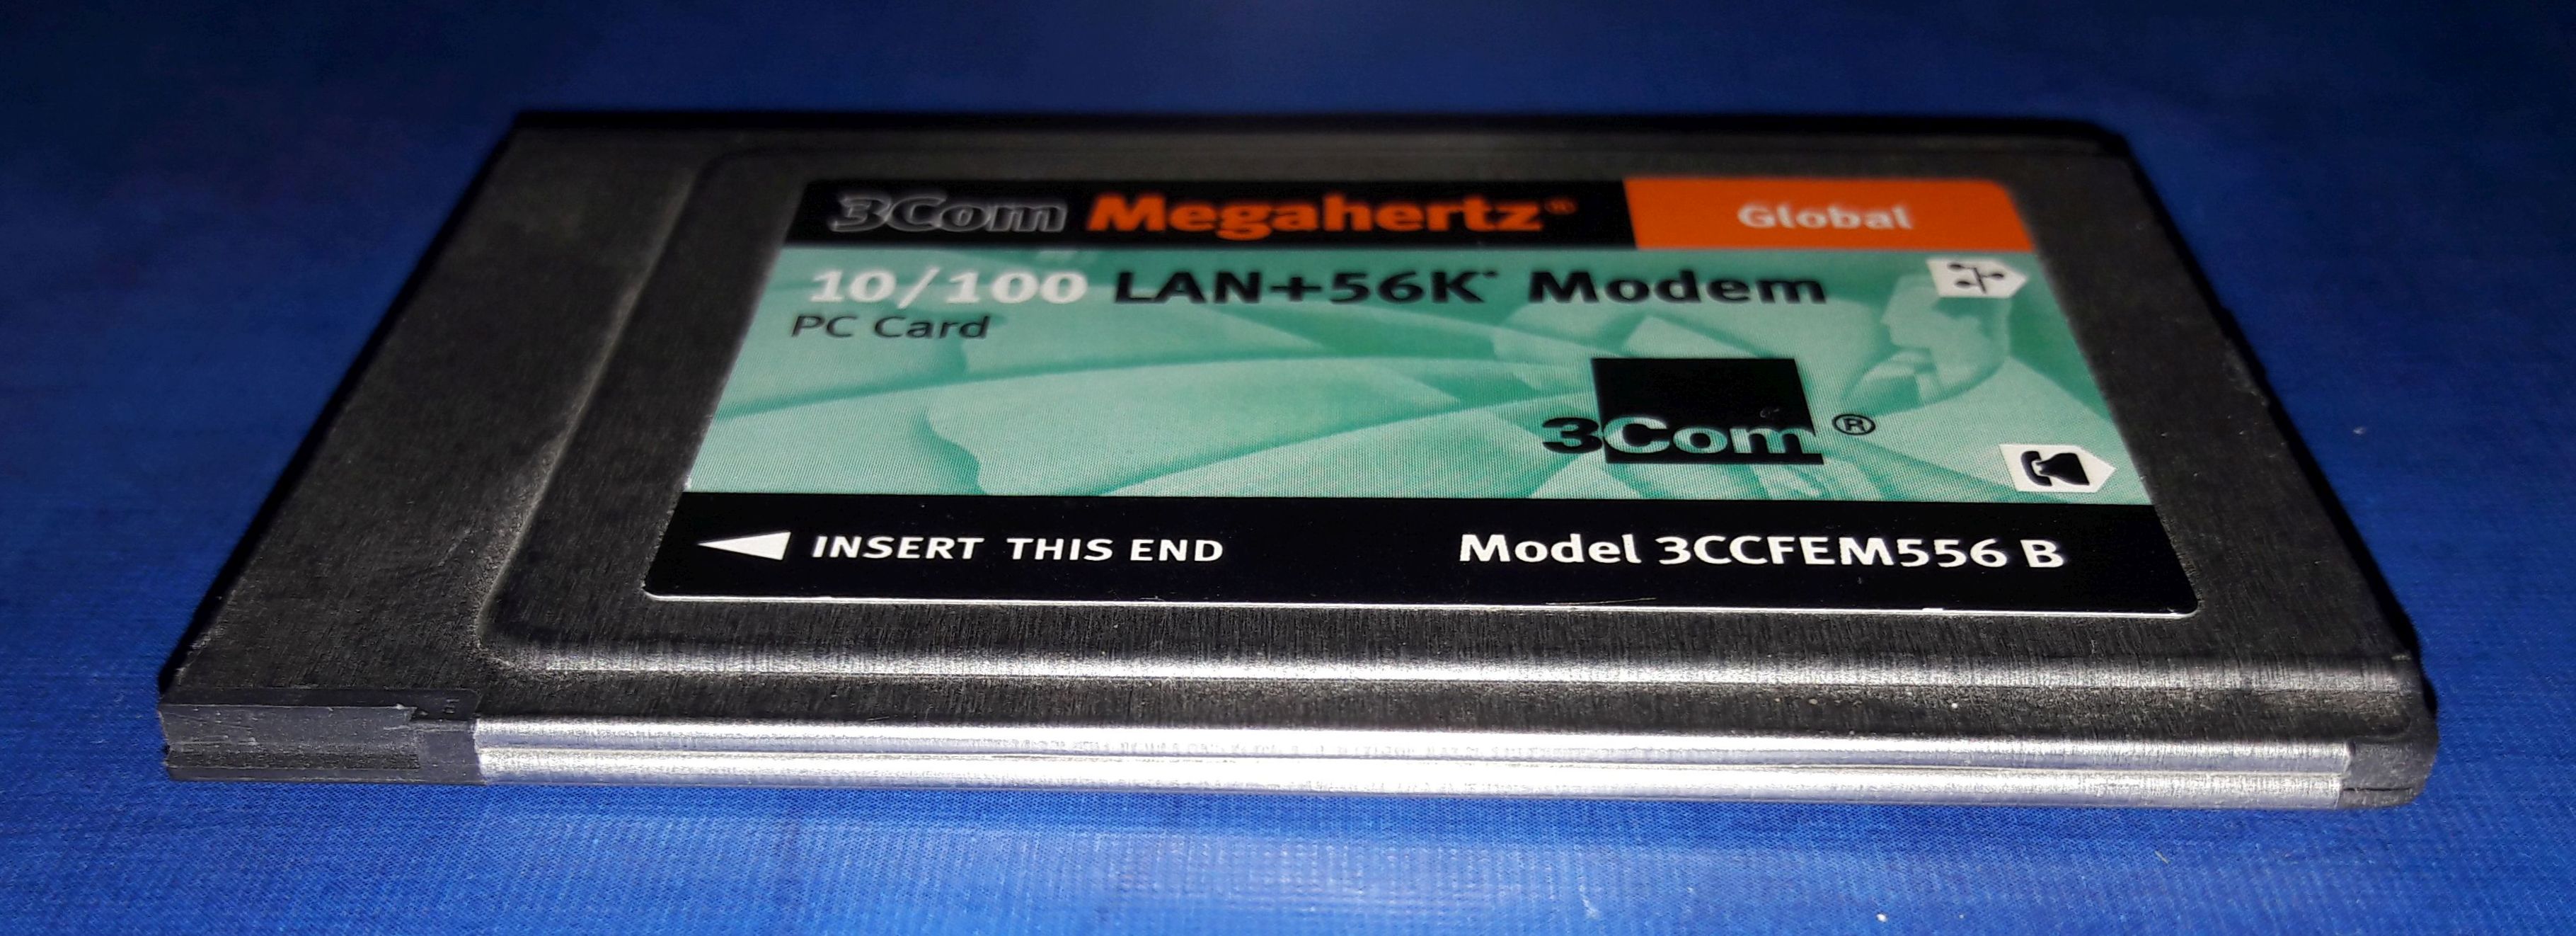 3Com Megahertz® Global
10/100 LAN+56K* Modem
PC Card
3Com ®
INSERT THIS END Model 3CCFEM556 B